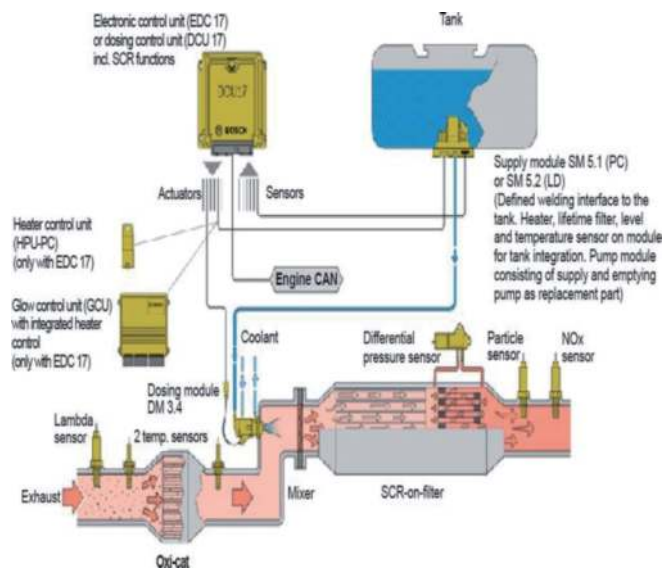 Electronic control unit (EDC 17)
or dosing control unit (DCU 17)
incl. SCR functions
Tank
DCU17
BOSCH
Actuators
Sensors
Supply module SM 5.1 (PC)
or SM 5.2 (LD)
(Defined welding interface to the
tank. Heater, lifetime filter, level
and temperature sensor on module
for tank integration. Pump module
consisting of supply and emptying
pump as replacement part)
Heater control unit
(HPU-PC)
(only with EDC 17)
Engine CAN
Glow control unit (GCU)
with integrated heater
control
(only with EDC 17)
Coolant
Differential
pressure sensor
Particle
sensor
NOx
sensor
Dosing module
DM 3.4
Lambda
sensor
2 temp. sensors
Exhaust
Mixer
SCR-on-filter
Oxi-cat